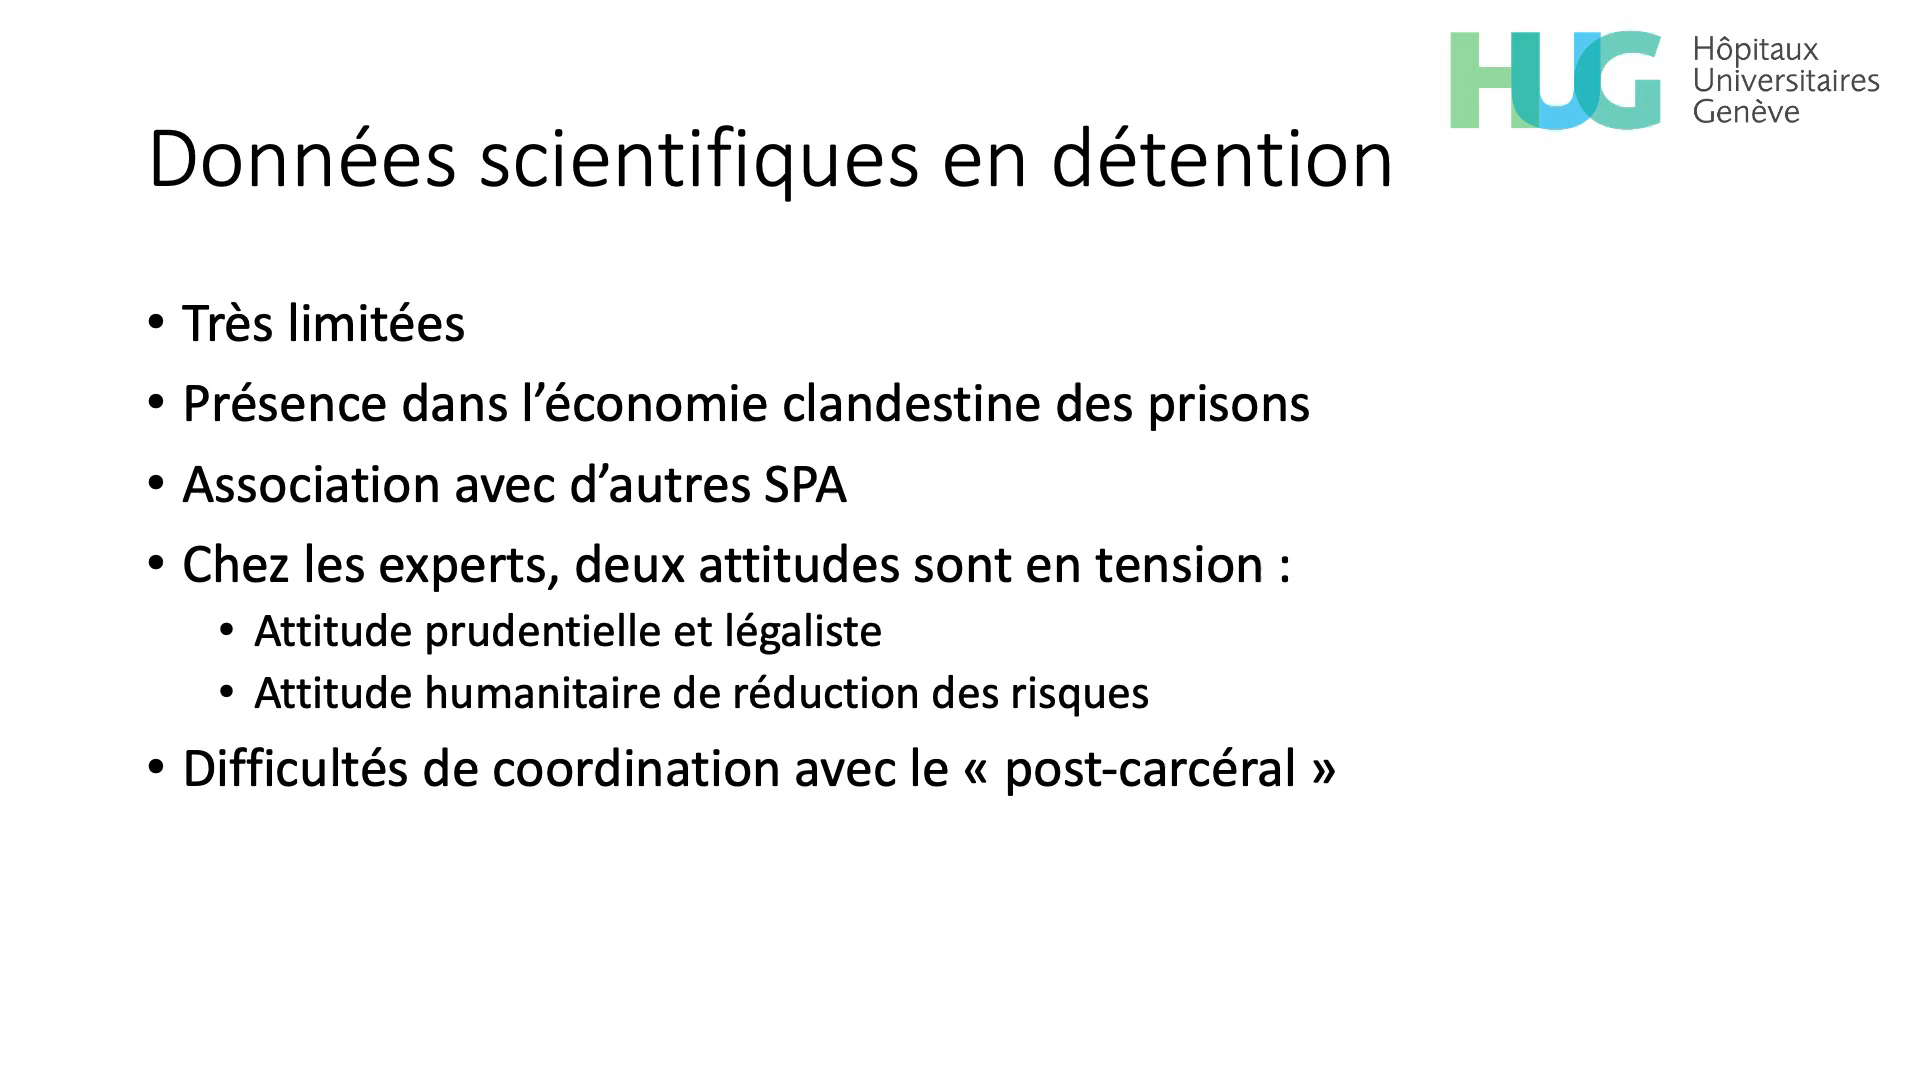 HUG
Hôpitaux
Universitaires
Genève
Données scientifiques en détention
• Très limitées
• Présence dans l’économie clandestine des prisons
• Association avec d’autres SPA
• Chez les experts, deux attitudes sont en tension :
• Attitude prudentielle et légaliste
• Attitude humanitaire de réduction des risques
• Difficultés de coordination avec le « post-carcéral »